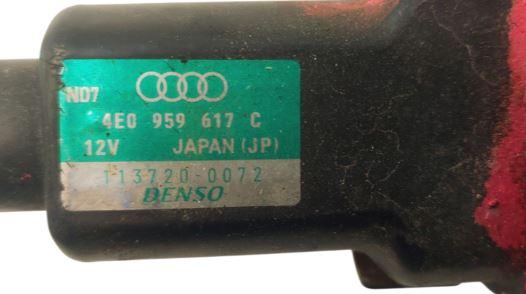 ND7
4E0 959 617 C
12V JAPAN (JP)
113720-0072
DENSO